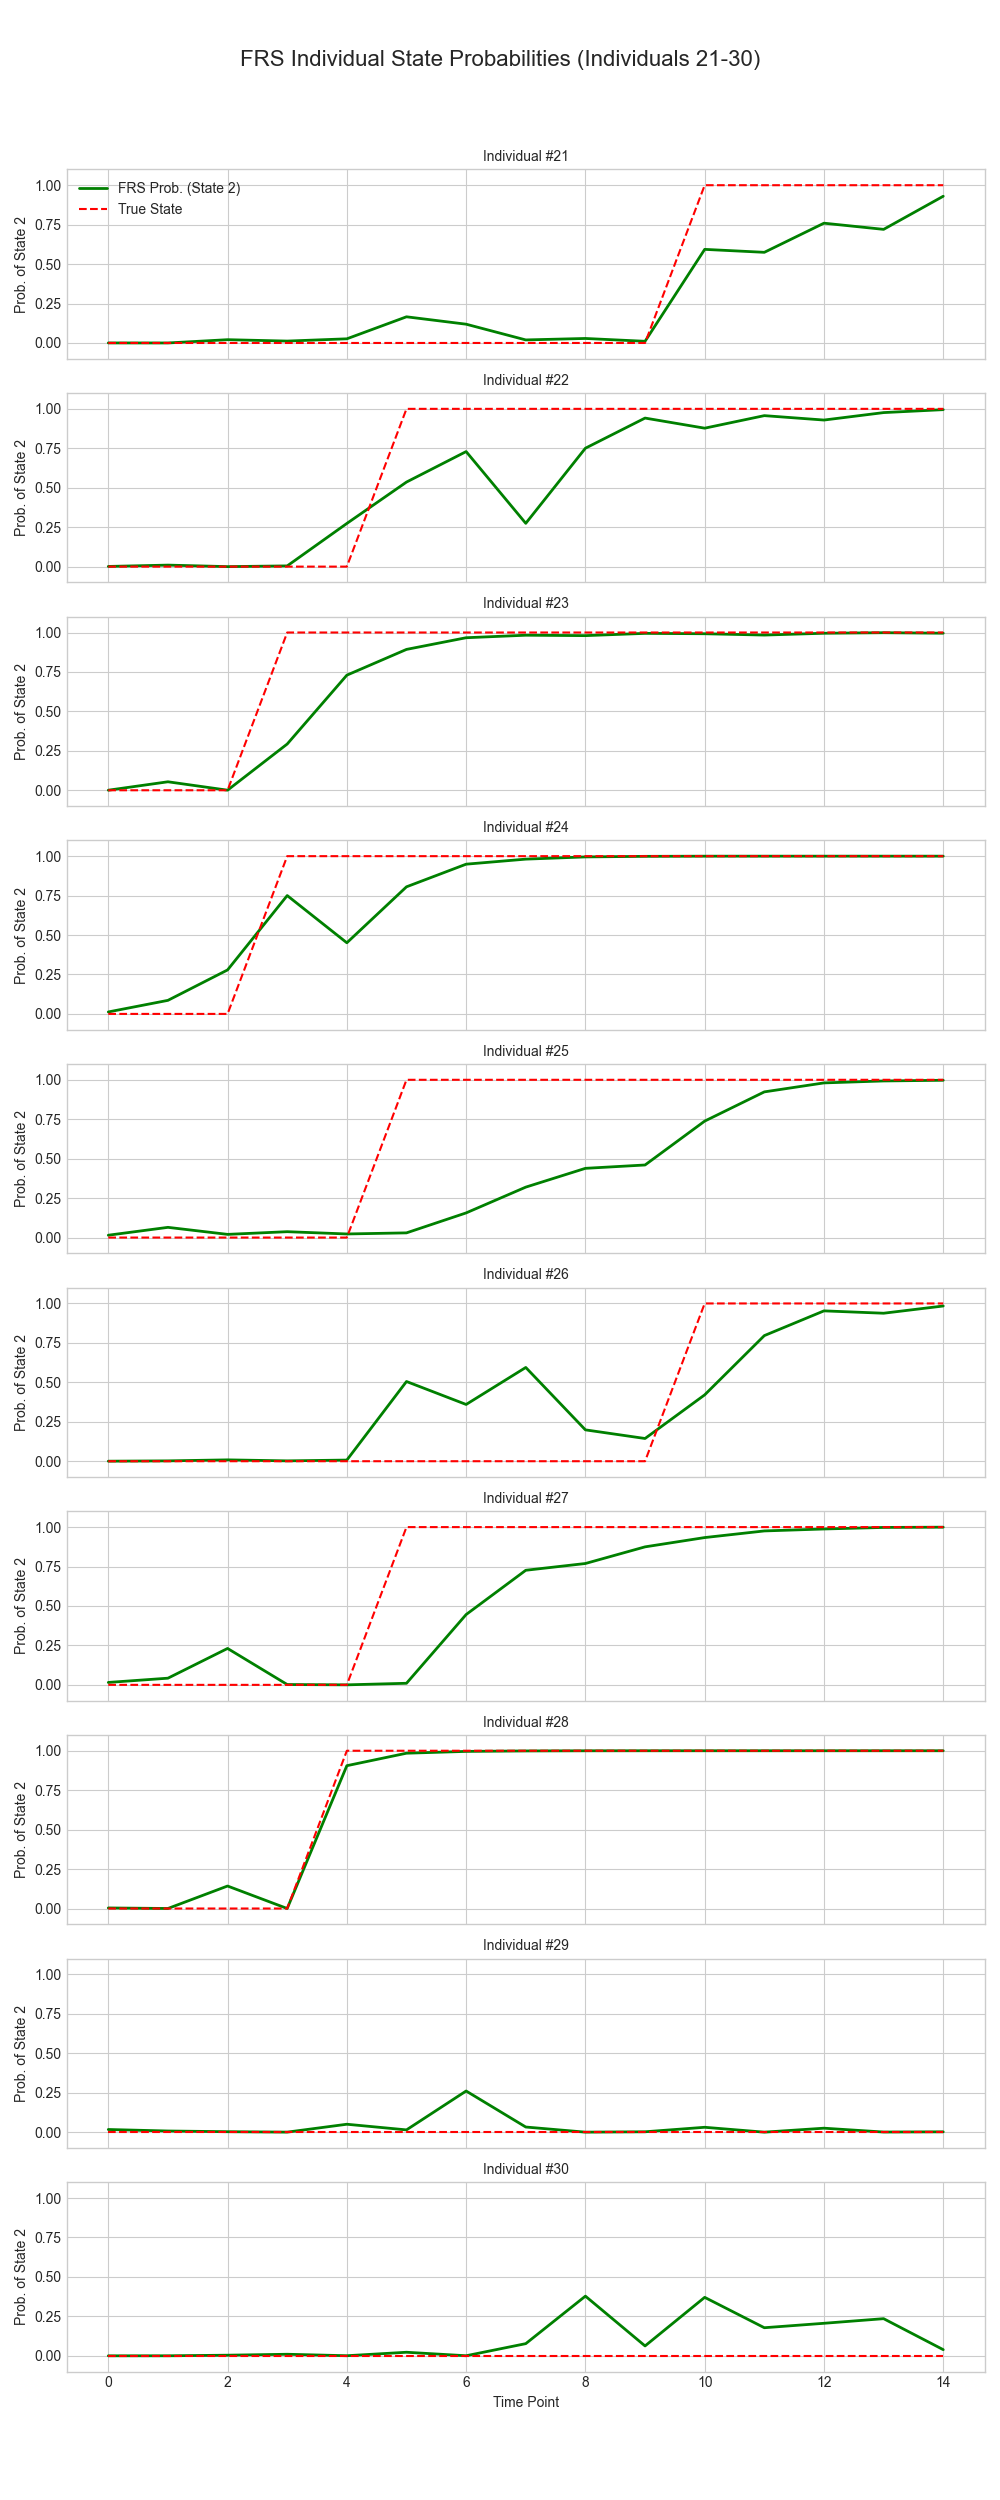 FRS Individual State Probabilities (Individuals 21-30)
Individual #21
FRS Prob. (State 2)
True State
Prob. of State 2
1.00
0.75
0.50
0.25
0.00
Individual #22
Prob. of State 2
1.00
0.75
0.50
0.25
0.00
Individual #23
Prob. of State 2
1.00
0.75
0.50
0.25
0.00
Individual #24
Prob. of State 2
1.00
0.75
0.50
0.25
0.00
Individual #25
Prob. of State 2
1.00
0.75
0.50
0.25
0.00
Individual #26
Prob. of State 2
1.00
0.75
0.50
0.25
0.00
Individual #27
Prob. of State 2
1.00
0.75
0.50
0.25
0.00
Individual #28
Prob. of State 2
1.00
0.75
0.50
0.25
0.00
Individual #29
Prob. of State 2
1.00
0.75
0.50
0.25
0.00
Individual #30
Prob. of State 2
1.00
0.75
0.50
0.25
0.00
0 2 4 6 8 10 12 14
Time Point